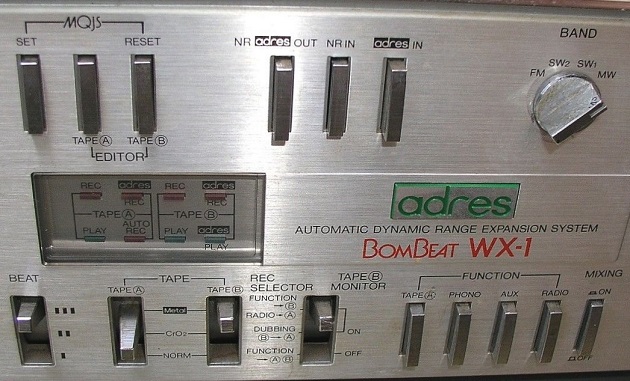 MQJS
SET
RESET
TAPE Ⓐ
TAPE Ⓑ
EDITOR
NR adres OUT
NR IN
adres IN
BAND
FM
SW2
SW1
MW
REC
adres
REC
REC
adres
REC
TAPE Ⓐ
TAPE Ⓑ
PLAY
AUTO
REC
PLAY
adres
PLAY
adres
AUTOMATIC DYNAMIC RANGE EXPANSION SYSTEM
BomBeat WX-1
BEAT
TAPE
TAPE Ⓐ
TAPE Ⓑ
Metal
CrO2
NORM
REC
SELECTOR
FUNCTION
→Ⓑ
RADIO→Ⓐ
DUBBING
Ⓑ→Ⓐ
FUNCTION
→ⒶⒷ
TAPE Ⓑ
MONITOR
ON
OFF
FUNCTION
TAPE Ⓐ
PHONO
AUX
RADIO
MIXING
ON
OFF